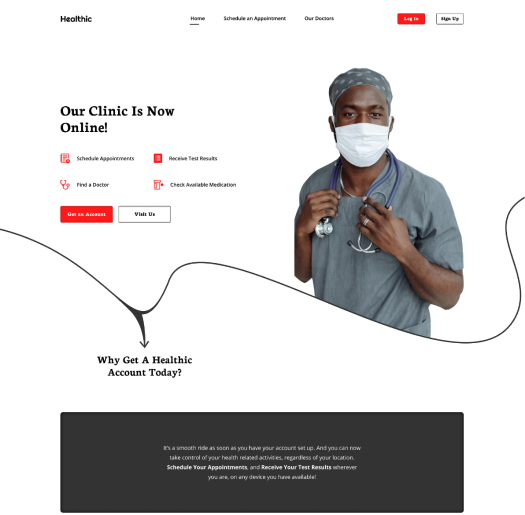 Healthic
Home Schedule an Appointment Our Doctors
Log In Sign Up
Our Clinic Is Now
Online!
Schedule Appointments Receive Test Results
Find a Doctor Check Available Medication
Get an Account Visit Us
Why Get A Healthic
Account Today?
It's a smooth ride as soon as you have your account set up. And you can now
take control of your health related activities, regardless of your location.
Schedule Your Appointments, and Receive Your Test Results wherever
you are, on any device you have available!